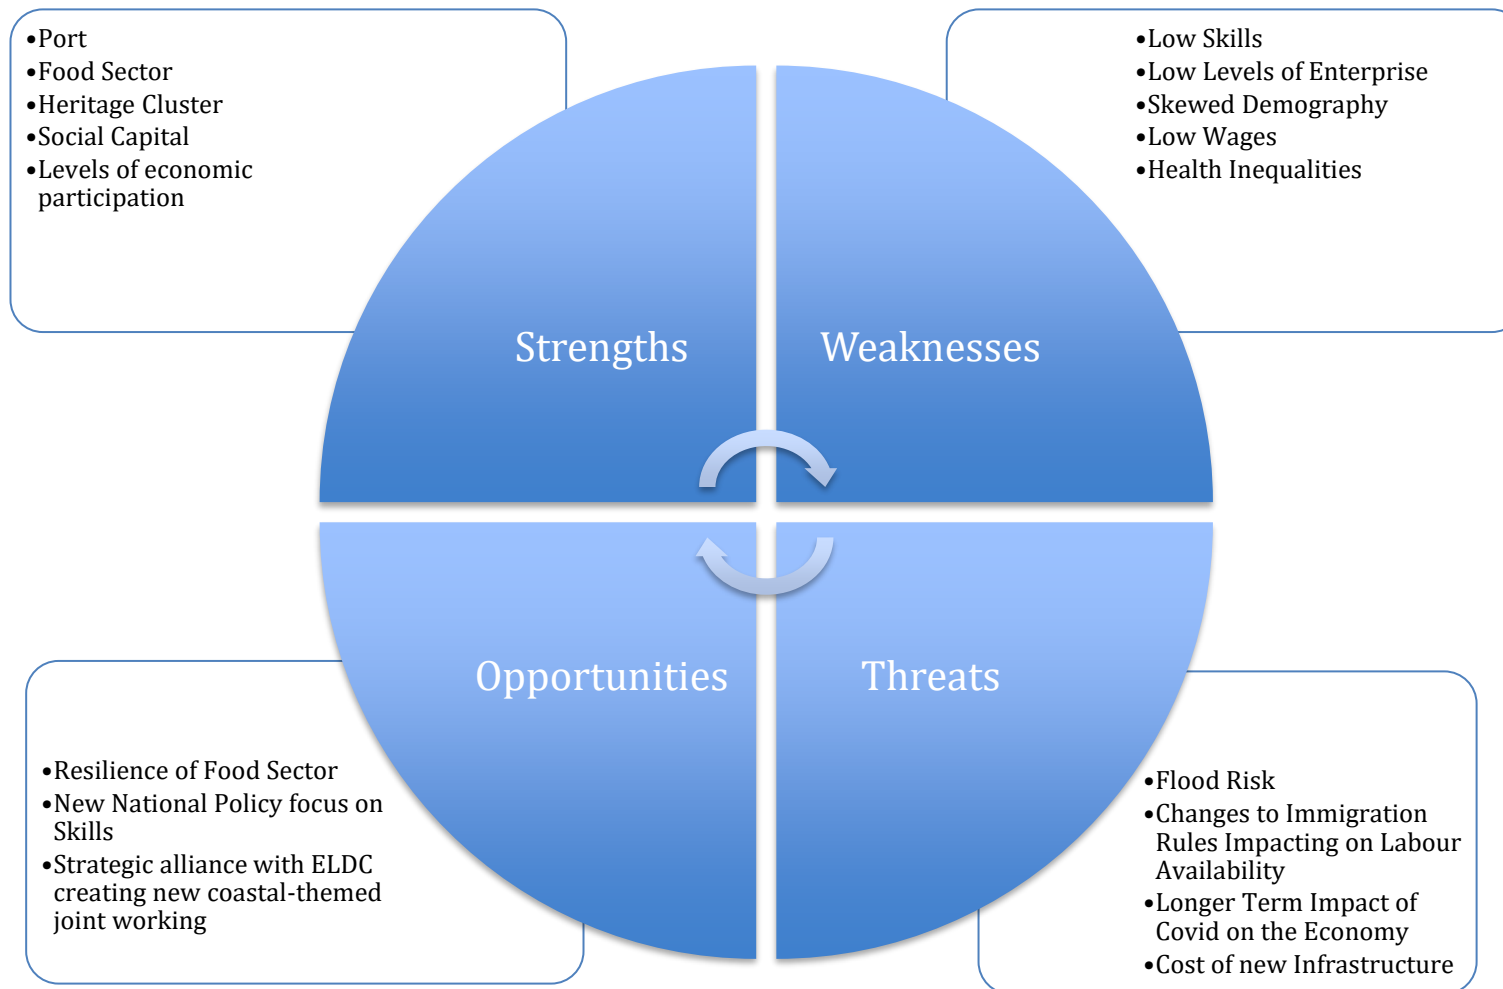 •Port
•Food Sector
•Heritage Cluster
•Social Capital
•Levels of economic
participation
•Low Skills
•Low Levels of Enterprise
•Skewed Demography
•Low Wages
•Health Inequalities
Strengths
Weaknesses
Opportunities
Threats
•Resilience of Food Sector
•New National Policy focus on
Skills
•Strategic alliance with ELDC
creating new coastal-themed
joint working
•Flood Risk
•Changes to Immigration
Rules Impacting on Labour
Availability
•Longer Term Impact of
Covid on the Economy
•Cost of new Infrastructure